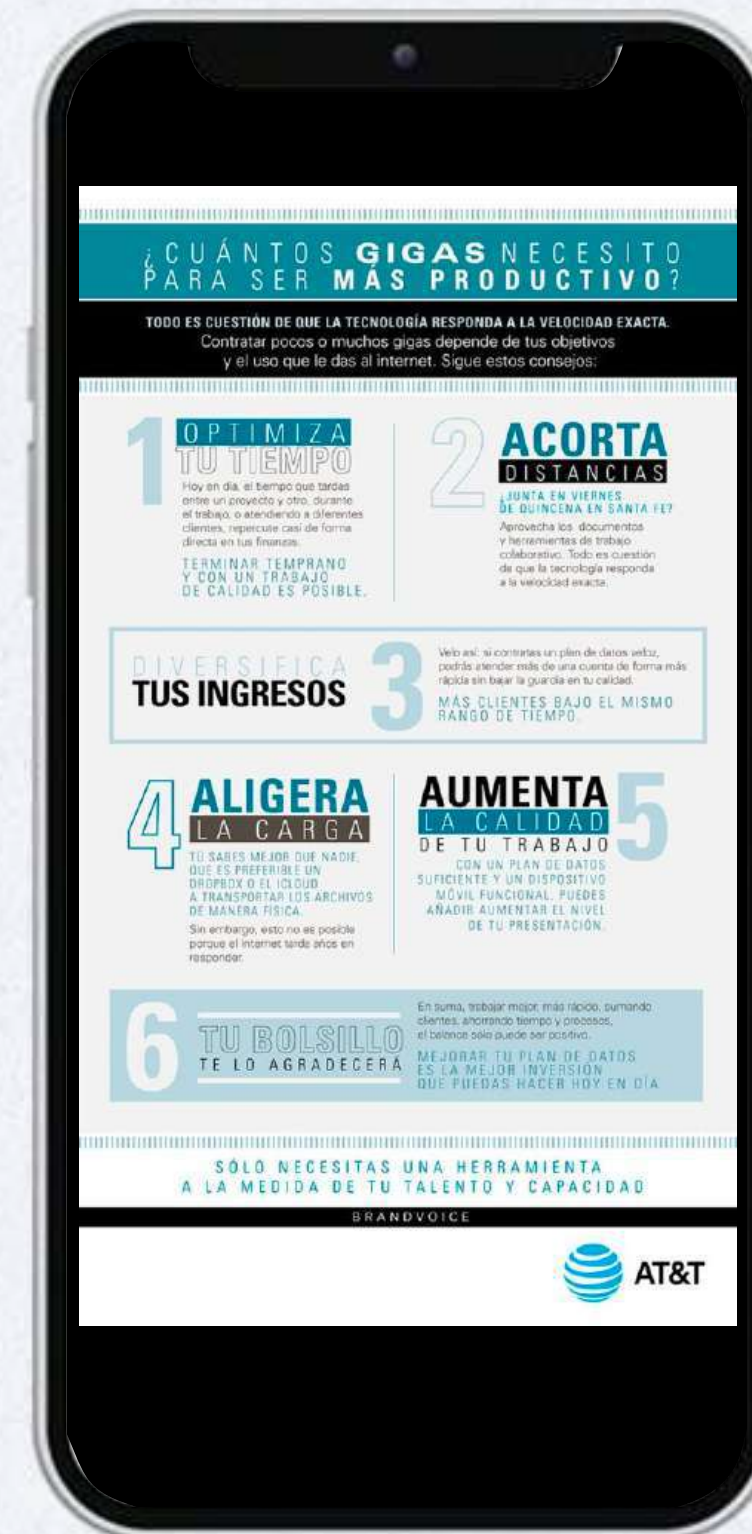 ¿CUÁNTOS GIGAS NECESITO
PARA SER MÁS PRODUCTIVO?
TODO ES CUESTIÓN DE QUE LA TECNOLOGÍA RESPONDA A LA VELOCIDAD EXACTA.
Contratar pocos o muchos gigas depende de tus objetivos
y el uso que le das al internet. Sigue estos consejos:
1
OPTIMIZA
TU TIEMPO
Hoy en día, el tiempo que tardas
entre un proyecto y otro, durante
el trabajo, o atendiendo a diferentes
clientes, repercute casi de forma
directa en tus finanzas.
TERMINAR TEMPRANO
Y CON UN TRABAJO
DE CALIDAD ES POSIBLE.
2
ACORTA
DISTANCIAS
¿JUNTA EN VIERNES
DE QUINCENA EN SANTA FE?
Aprovecha los documentos
y herramientas de trabajo
colaborativo. Todo es cuestión
de que la tecnología responda
a la velocidad exacta.
DIVERSIFICA
TUS INGRESOS
3
Velo así: si contratas un plan de datos veloz,
podrás atender más de una cuenta de forma más
rápida sin bajar la guardia en tu calidad.
MÁS CLIENTES BAJO EL MISMO
RANGO DE TIEMPO.
4
ALIGERA
LA CARGA
TÚ SABES MEJOR QUE NADIE,
QUE ES PREFERIBLE UN
DROPBOX O EL ICLOUD
A TRANSPORTAR LOS ARCHIVOS
DE MANERA FÍSICA.
Sin embargo, esto no es posible
porque el internet tarda años en
responder.
AUMENTA
LA CALIDAD
DE TU TRABAJO
5
CON UN PLAN DE DATOS
SUFICIENTE Y UN DISPOSITIVO
MÓVIL FUNCIONAL, PUEDES
AÑADIR AUMENTAR EL NIVEL
DE TU PRESENTACIÓN.
6
TU BOLSILLO
TE LO AGRADECERÁ
En suma, trabajar mejor, más rápido, sumando
clientes, ahorrando tiempo y procesos,
el balance sólo puede ser positivo.
MEJORAR TU PLAN DE DATOS
ES LA MEJOR INVERSIÓN
QUE PUEDAS HACER HOY EN DÍA
SÓLO NECESITAS UNA HERRAMIENTA
A LA MEDIDA DE TU TALENTO Y CAPACIDAD
BRANDVOICE
AT&T